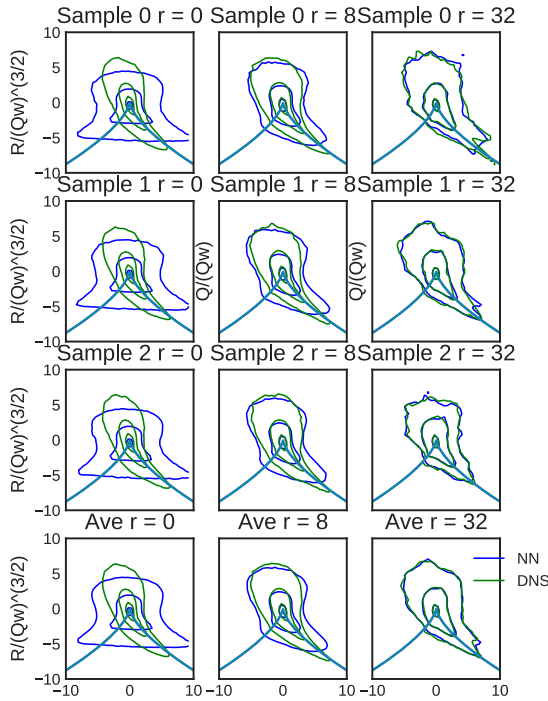 Sample 0 r = 0 Sample 0 r = 8 Sample 0 r = 32
10
5
0
−5
−10
R/(Qw)^(3/2)
Sample 1 r = 0 Sample 1 r = 8 Sample 1 r = 32
10
5
0
−5
−10
R/(Qw)^(3/2)
Q/(Qw)
Q/(Qw)
Sample 2 r = 0 Sample 2 r = 8 Sample 2 r = 32
10
5
0
−5
−10
R/(Qw)^(3/2)
Ave r = 0 Ave r = 8 Ave r = 32
10
5
0
−5
−10
R/(Qw)^(3/2)
NN
DNS
−10 0 10 0 10 0 10